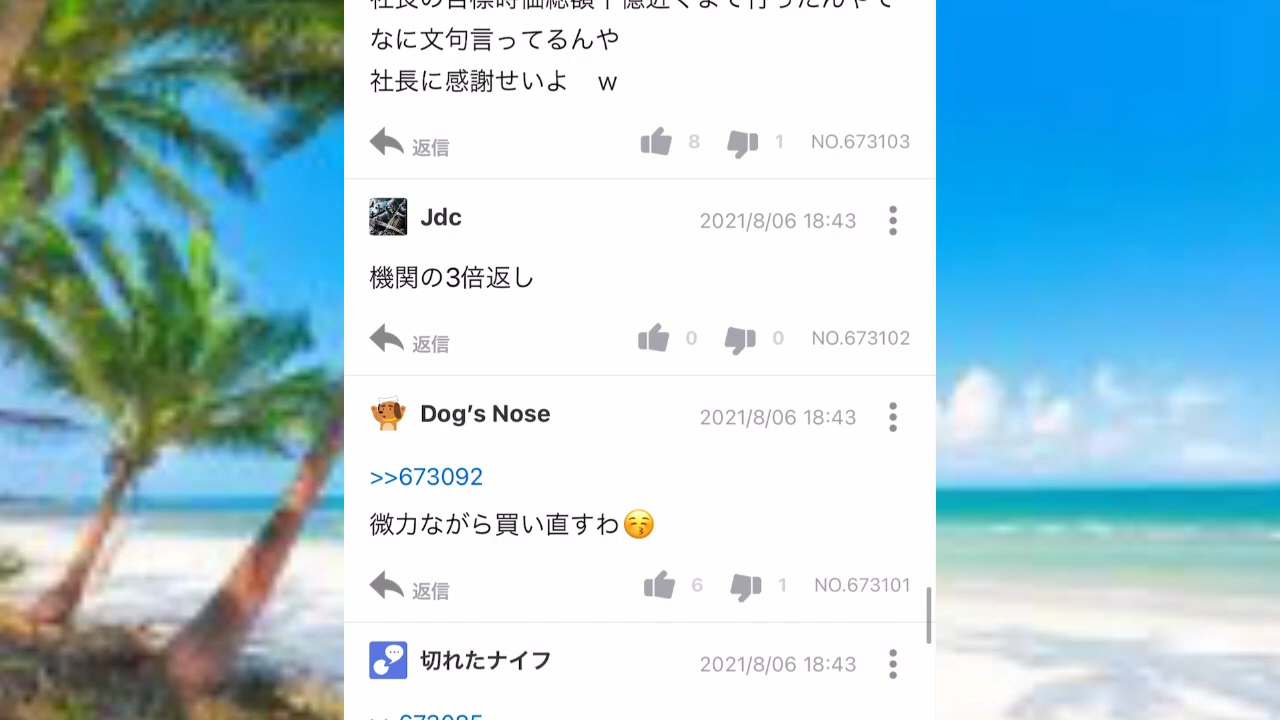 社長の目標時価総額千億近くまで行ったんやで
なに文句言ってるんや
社長に感謝せいよ　w
返信 8 1 NO.673103
Jdc 2021/8/06 18:43
機関の3倍返し
返信 0 0 NO.673102
Dog’s Nose 2021/8/06 18:43
>>673092
微力ながら買い直すわ😚
返信 6 1 NO.673101
切れたナイフ 2021/8/06 18:43
>>673085